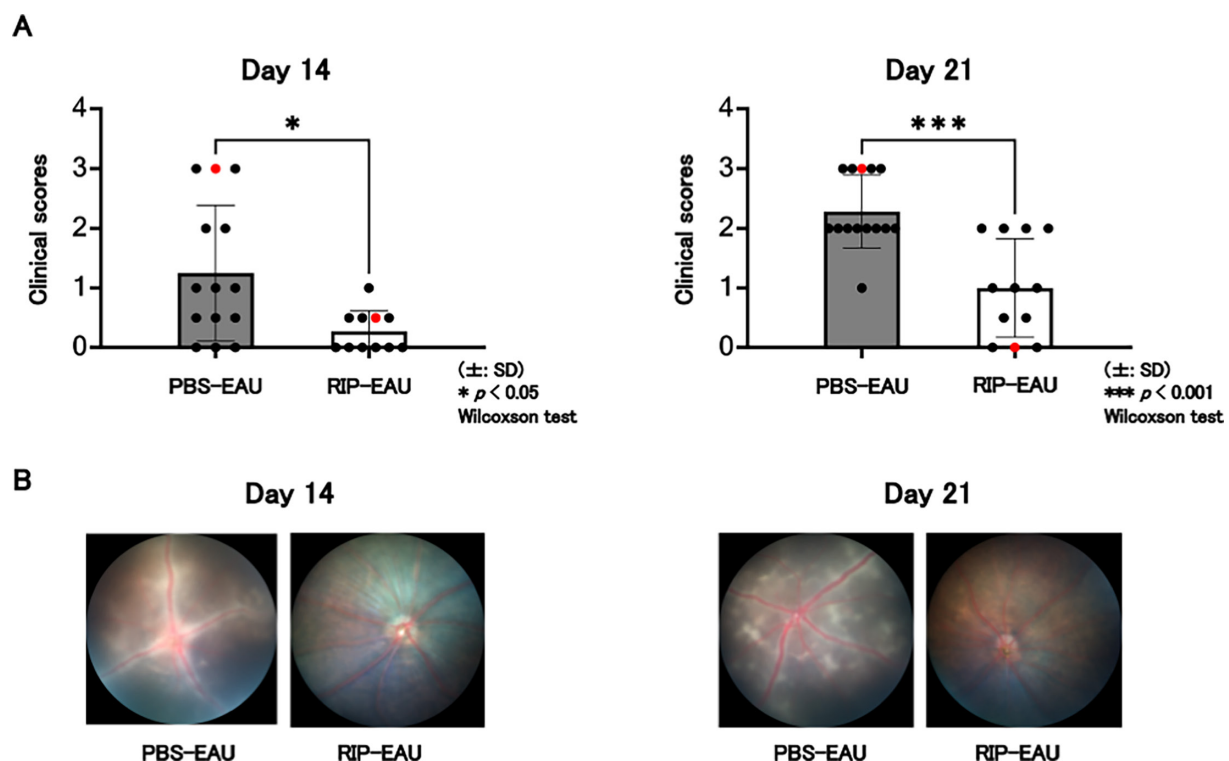 A
Day 14
Day 21
Clinical scores
4
3
2
1
0
*
PBS-EAU
RIP-EAU
(±: SD)
* p < 0.05
Wilcoxson test
Clinical scores
4
3
2
1
0
***
PBS-EAU
RIP-EAU
(±: SD)
*** p < 0.001
Wilcoxson test
B
Day 14
Day 21
PBS-EAU
RIP-EAU
PBS-EAU
RIP-EAU